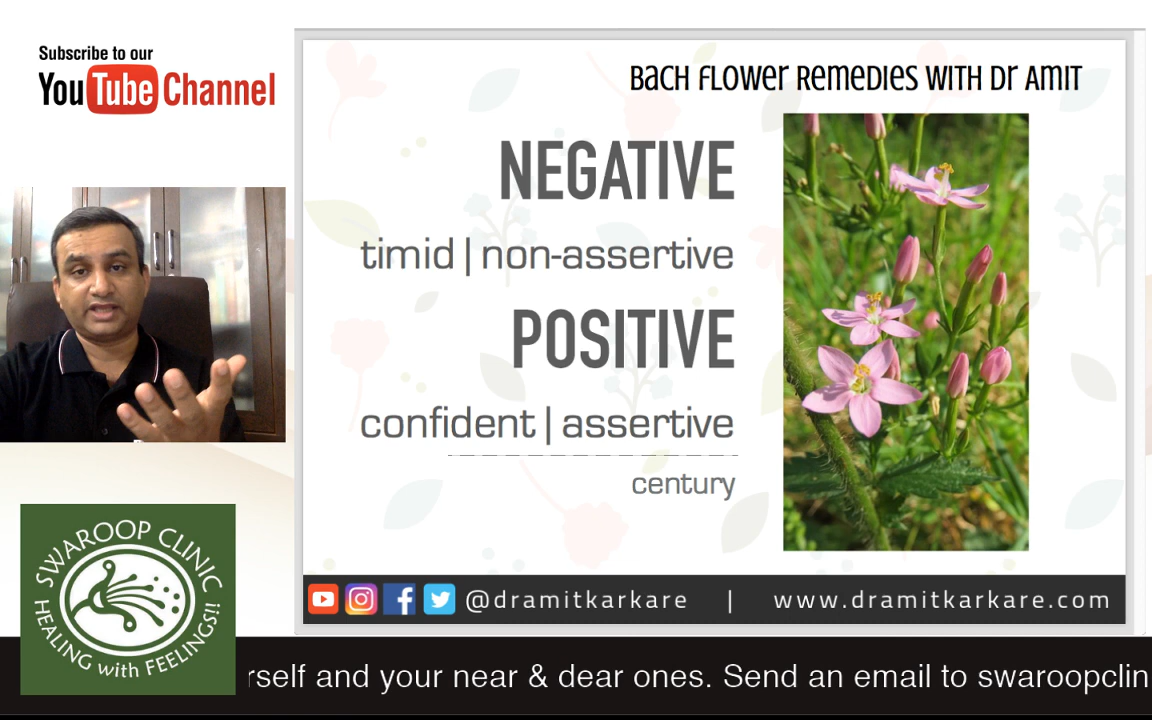 Subscribe to our
YouTube Channel
Bach Flower Remedies with Dr Amit
NEGATIVE
timid | non-assertive
POSITIVE
confident | assertive
century
@dramitkarkare | www.dramitkarkare.com
SWAROOP CLINIC
HEALING with FEELINGS!!
rself and your near & dear ones. Send an email to swaroopclin